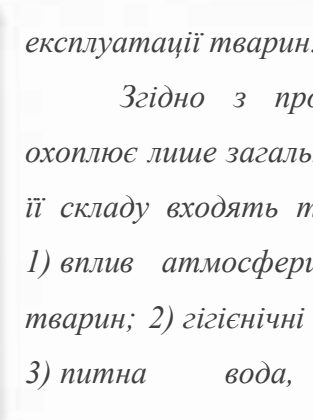 експлуатації тварин.
Згідно з про
охоплює лише загаль
її складу входять т
1) вплив атмосфери
тварин; 2) гігієнічні
3) питна вода,